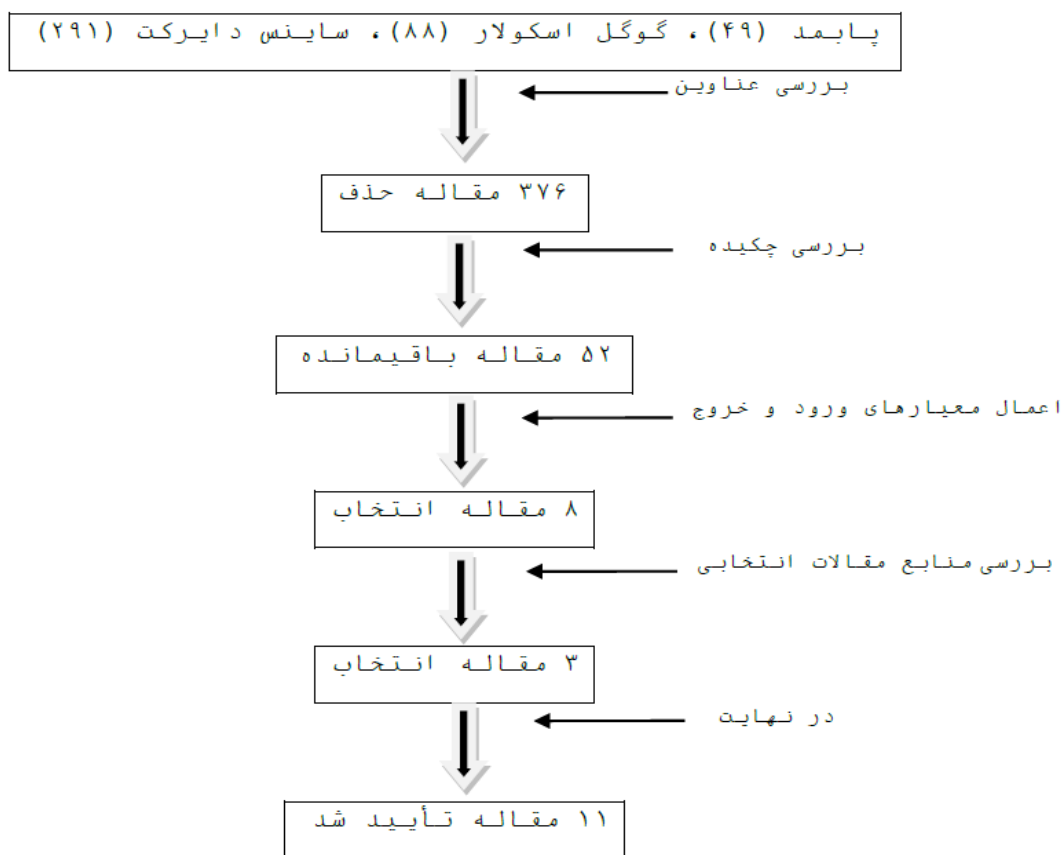 پابمد (۴۹)، گوگل اسکولار (۸۸)، ساینس دایرکت (۲۹۱)
بررسی عناوین
۳۷۶ مقاله حذف
بررسی چکیده
۵۲ مقاله باقیمانده
اعمال معیارهای ورود و خروج
۸ مقاله انتخاب
بررسی منابع مقالات انتخابی
۳ مقاله انتخاب
در نهایت
۱۱ مقاله تأیید شد